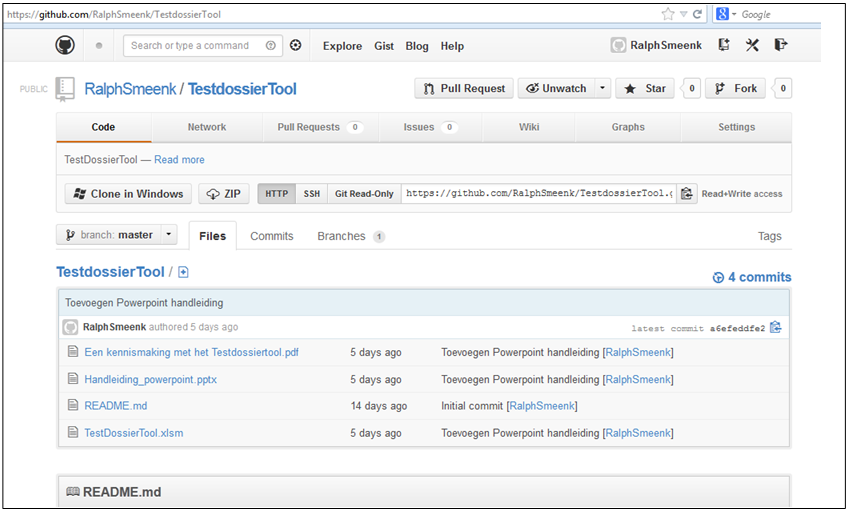 https://github.com/RalphSmeenk/TestdossierTool
Google
Search or type a command
Explore Gist Blog Help
RalphSmeenk
PUBLIC
RalphSmeenk / TestdossierTool
Pull Request
Unwatch
Star 0
Fork 0
Code Network Pull Requests 0 Issues 0 Wiki Graphs Settings
TestDossierTool — Read more
Clone in Windows ZIP HTTP SSH Git Read-Only https://github.com/RalphSmeenk/TestdossierTool.g Read+Write access
branch: master Files Commits Branches 1 Tags
TestdossierTool /
4 commits
Toevoegen Powerpoint handleiding
RalphSmeenk authored 5 days ago latest commit a6efeddfe2
Een kennismaking met het Testdossiertool.pdf 5 days ago Toevoegen Powerpoint handleiding [RalphSmeenk]
Handleiding_powerpoint.pptx 5 days ago Toevoegen Powerpoint handleiding [RalphSmeenk]
README.md 14 days ago Initial commit [RalphSmeenk]
TestDossierTool.xlsm 5 days ago Toevoegen Powerpoint handleiding [RalphSmeenk]
README.md